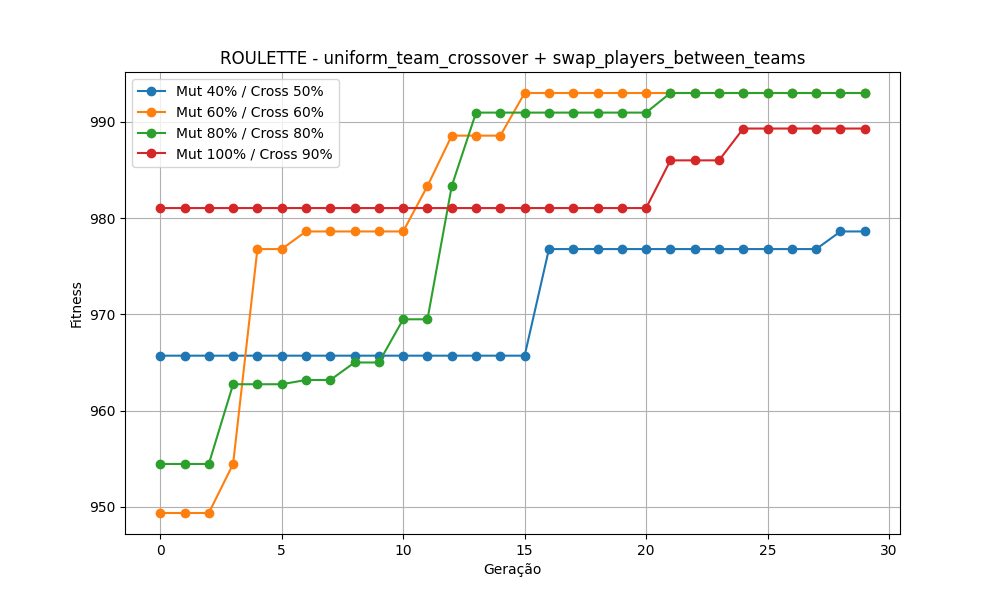 ROULETTE - uniform_team_crossover + swap_players_between_teams
Mut 40% / Cross 50%
Mut 60% / Cross 60%
Mut 80% / Cross 80%
Mut 100% / Cross 90%
Fitness
990
980
970
960
950
0 5 10 15 20 25 30
Geração